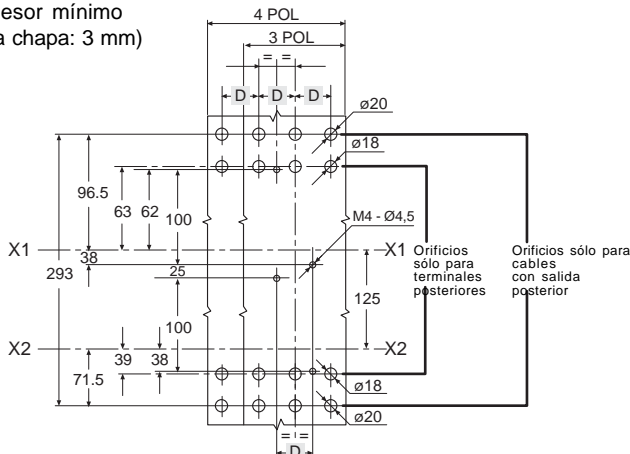 esor mínimo
a chapa: 3 mm)
4 POL
3 POL
= =
D D D
ø20
ø18
96.5
63 62 100
M4 - Ø4,5
X1 X1
38
293
25
Orificios
sólo para
terminales
posteriores
Orificios sólo para
cables
con salida
posterior
125
100
X2 X2
39 38
71.5
ø18
ø20
= =
D